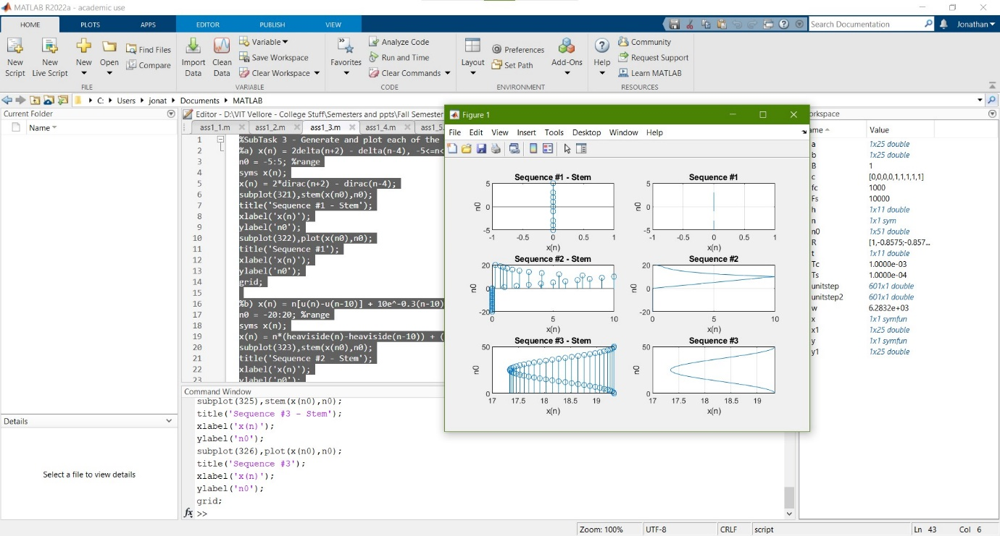 MATLAB R2022a - academic use
HOME PLOTS APPS EDITOR PUBLISH VIEW Search Documentation Jonathan
New Script New Live Script New Open Find Files Compare Import Data Clean Data Variable Save Workspace Clear Workspace Favorites Analyze Code Run and Time Clear Commands Layout Preferences Set Path Add-Ons Help Community Request Support Learn MATLAB
FILE VARIABLE CODE ENVIRONMENT RESOURCES
C: Users jonat Documents MATLAB
Current Folder
Name
Details
Select a file to view details
Editor - D:\VIT Vellore - College Stuff\Semesters and ppts\Fall Semester
ass1_1.m ass1_2.m ass1_3.m ass1_4.m ass1_5.
1 %SubTask 3 - Generate and plot each of the
2 %a) x(n) = 2delta(n+2) - delta(n-4), -5<=n<
3 n0 = -5:5; %range
4 syms x(n);
5 x(n) = 2*dirac(n+2) - dirac(n-4);
6 subplot(321),stem(x(n0),n0);
7 title('Sequence #1 - Stem');
8 xlabel('x(n)');
9 ylabel('n0');
10 subplot(322),plot(x(n0),n0);
11 title('Sequence #1');
12 xlabel('x(n)');
13 ylabel('n0');
14 grid;
15
16 %b) x(n) = n[u(n)-u(n-10)] + 10e^-0.3(n-10)
17 n0 = -20:20; %range
18 syms x(n);
19 x(n) = n*(heaviside(n)-heaviside(n-10)) + (
20 subplot(323),stem(x(n0),n0);
21 title('Sequence #2 - Stem');
22 xlabel('x(n)');
23 ylabel('n0');
Command Window
subplot(325),stem(x(n0),n0);
title('Sequence #3 - Stem');
xlabel('x(n)');
ylabel('n0');
subplot(326),plot(x(n0),n0);
title('Sequence #3');
xlabel('x(n)');
ylabel('n0');
grid;
fx >>
Figure 1
File Edit View Insert Tools Desktop Window Help
Sequence #1 - Stem
5
0
-5
n0
-1 -0.5 0 0.5 1
x(n)
Sequence #1
5
0
-5
n0
-1 -0.5 0 0.5 1
x(n)
Sequence #2 - Stem
20
0
-20
n0
0 5 10
x(n)
Sequence #2
20
0
-20
n0
0 5 10
x(n)
Sequence #3 - Stem
50
0
n0
17 17.5 18 18.5 19
x(n)
Sequence #3
50
0
n0
17 17.5 18 18.5 19
x(n)
orkspace
ame Value
a 1x25 double
b 1x25 double
B 1
c [0,0,0,0,1,1,1,1,1]
fc 1000
Fs 10000
h 1x11 double
n 1x1 sym
n0 1x51 double
R [1,-0.8575;-0.857...
t 1x11 double
Tc 1.0000e-03
Ts 1.0000e-04
unitstep 601x1 double
unitstep2 601x1 double
w 6.2832e+03
x 1x1 symfun
x1 1x25 double
y 1x1 symfun
y1 1x25 double
Zoom: 100% UTF-8 CRLF script Ln 43 Col 6